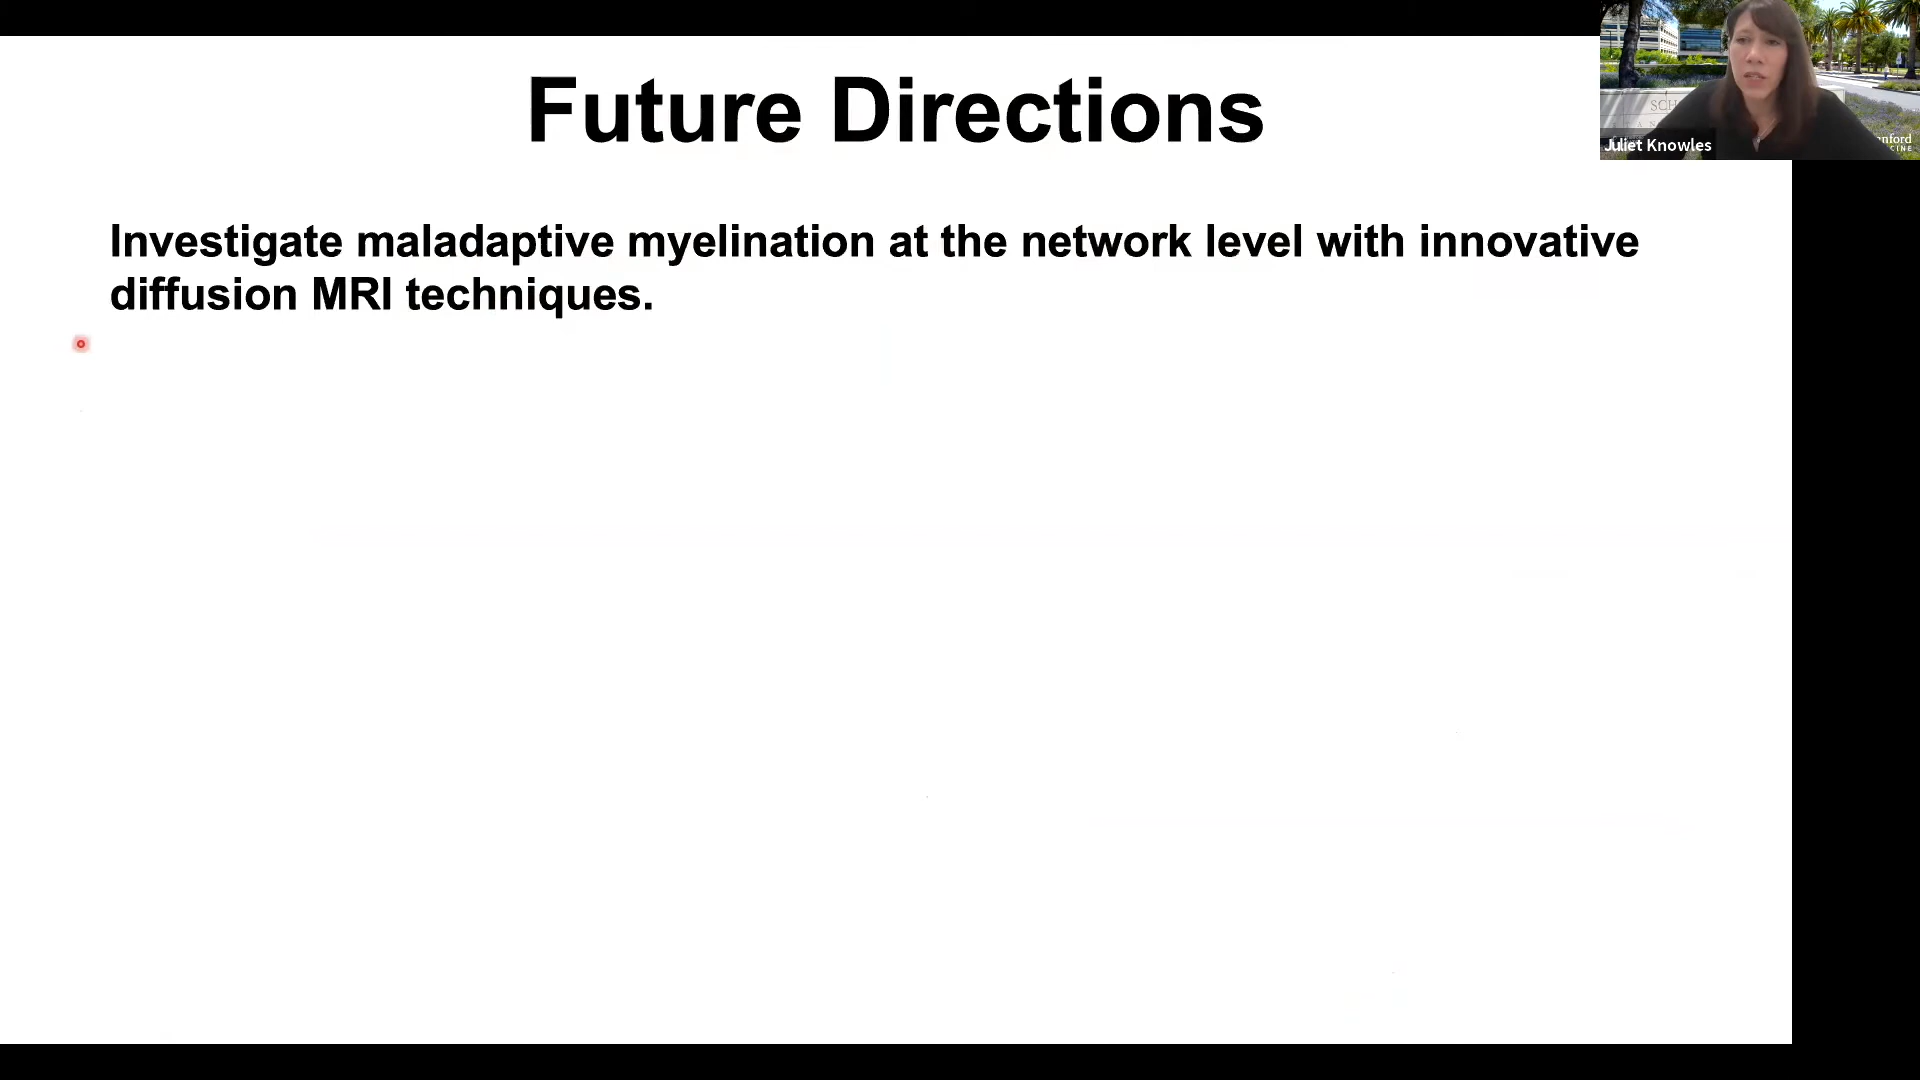 Future Directions
Investigate maladaptive myelination at the network level with innovative
diffusion MRI techniques.
Juliet Knowles